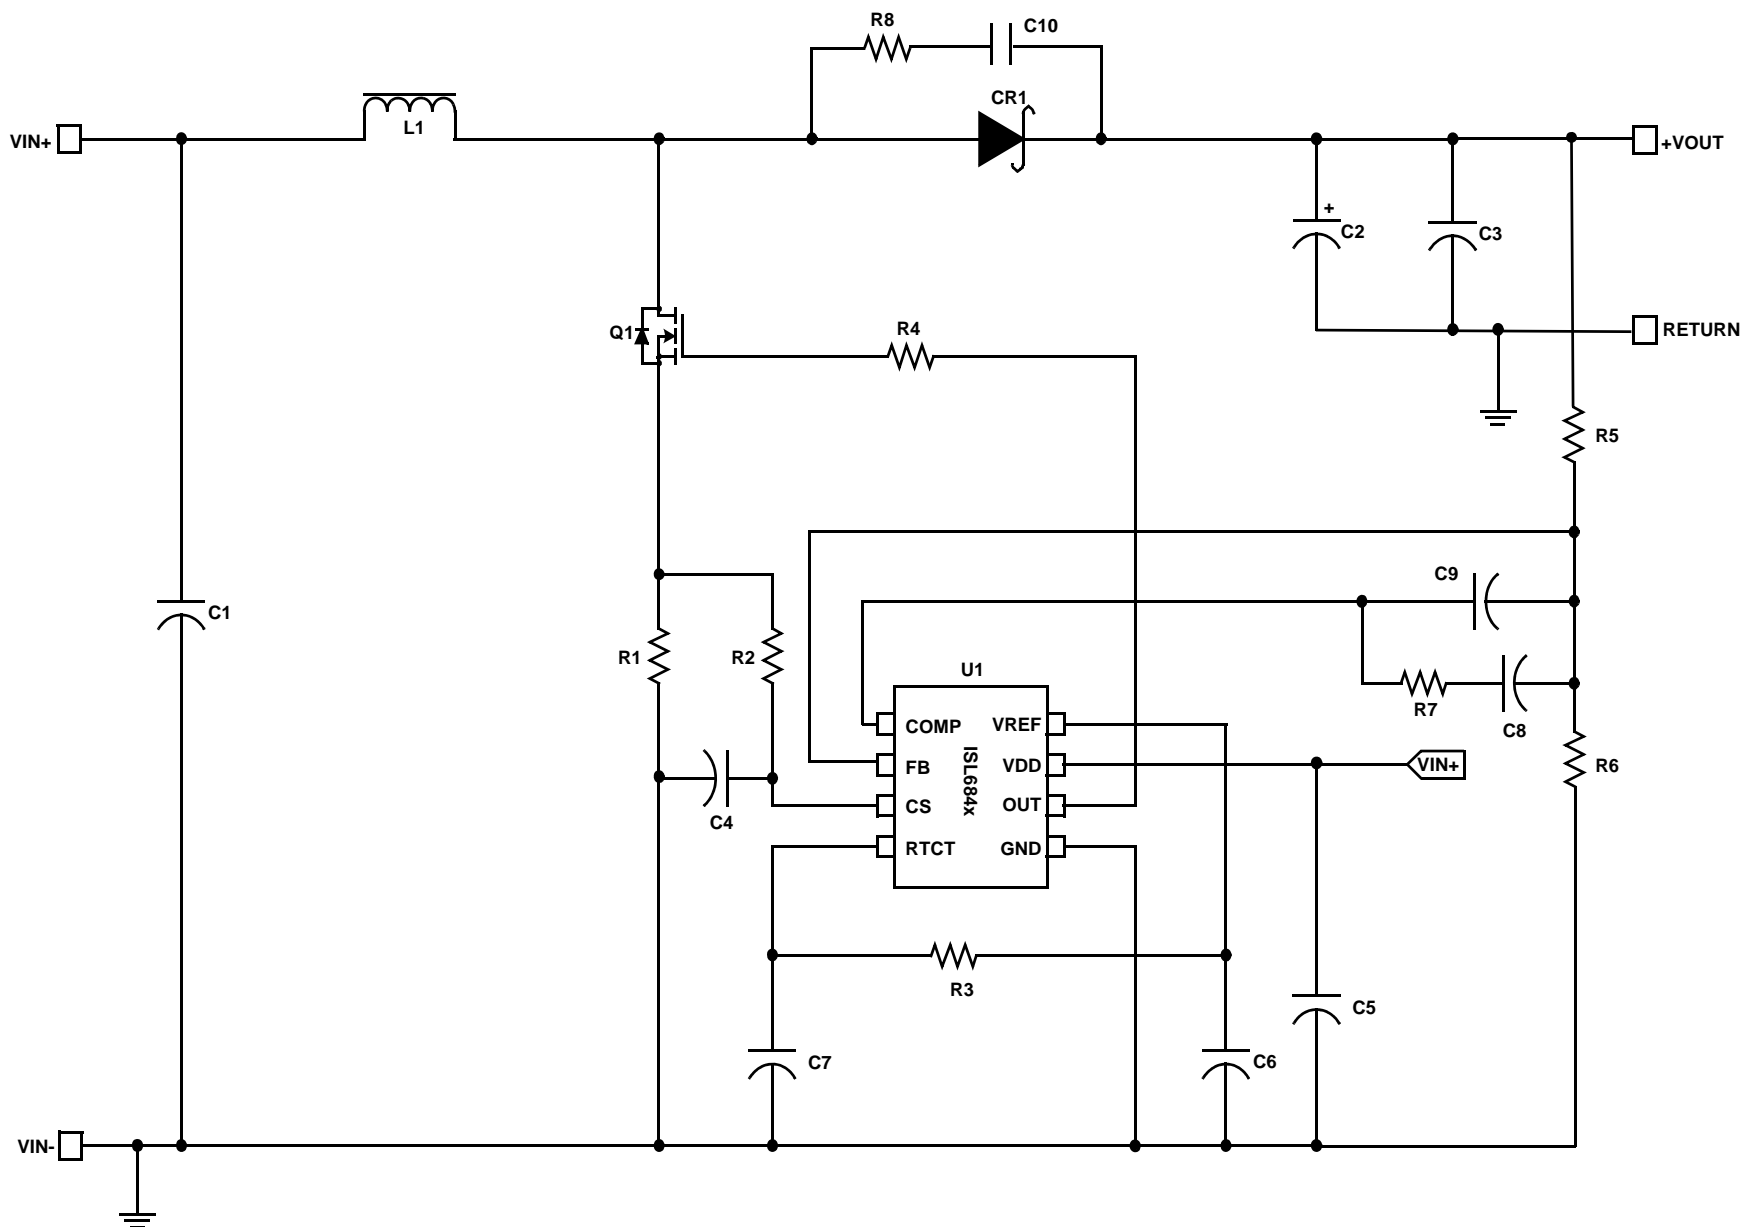 R8
C10
CR1
VIN+
L1
+VOUT
+
C2
C3
Q1
R4
RETURN
R5
C9
C1
R1
R2
U1
COMP
VREF
R7
C8
FB
ISL684x
VDD
VIN+
R6
CS
OUT
C4
RTCT
GND
R3
C5
C7
C6
VIN-